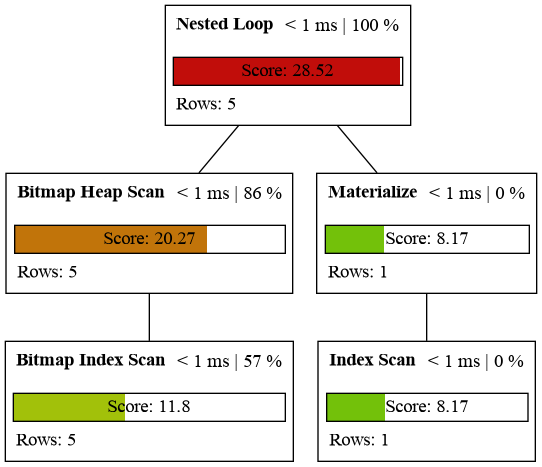 Nested Loop < 1 ms | 100 %
Score: 28.52
Rows: 5
Bitmap Heap Scan < 1 ms | 86 %
Score: 20.27
Rows: 5
Materialize < 1 ms | 0 %
Score: 8.17
Rows: 1
Bitmap Index Scan < 1 ms | 57 %
Score: 11.8
Rows: 5
Index Scan < 1 ms | 0 %
Score: 8.17
Rows: 1